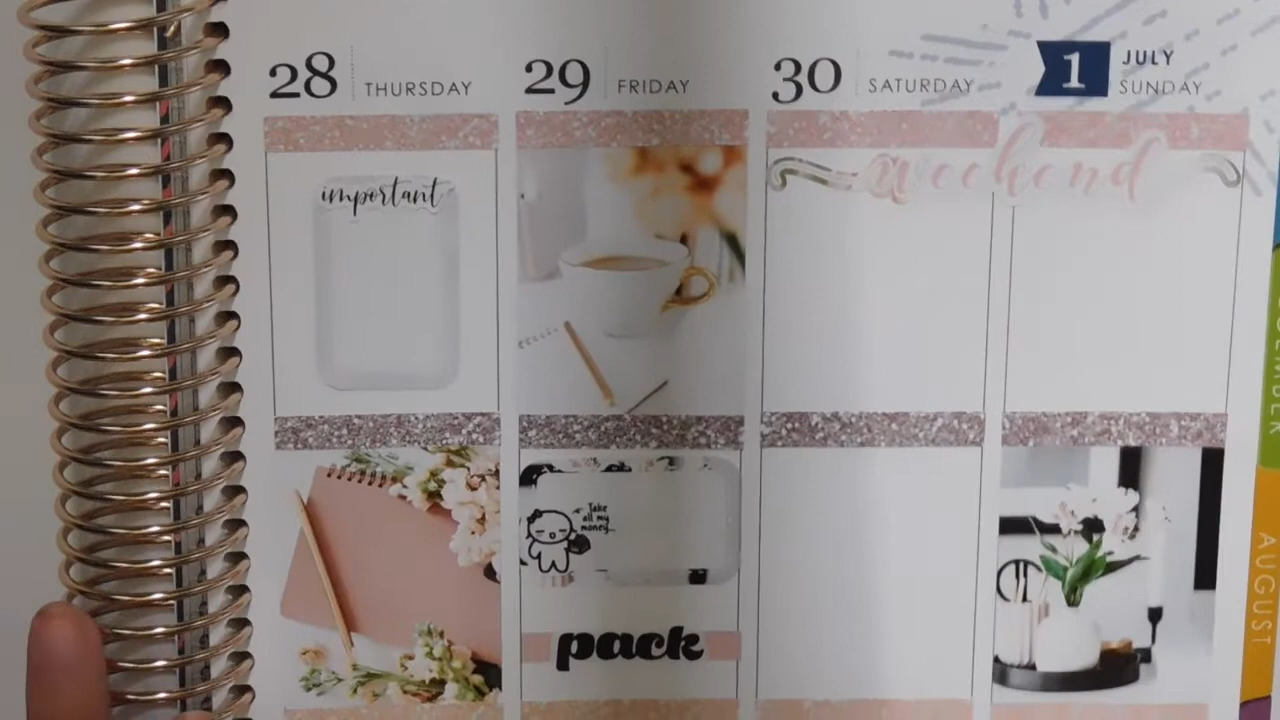 28 THURSDAY
29 FRIDAY
30 SATURDAY
1 JULY
SUNDAY
important
weekend
Take
all my
money...
pack
AUGUST